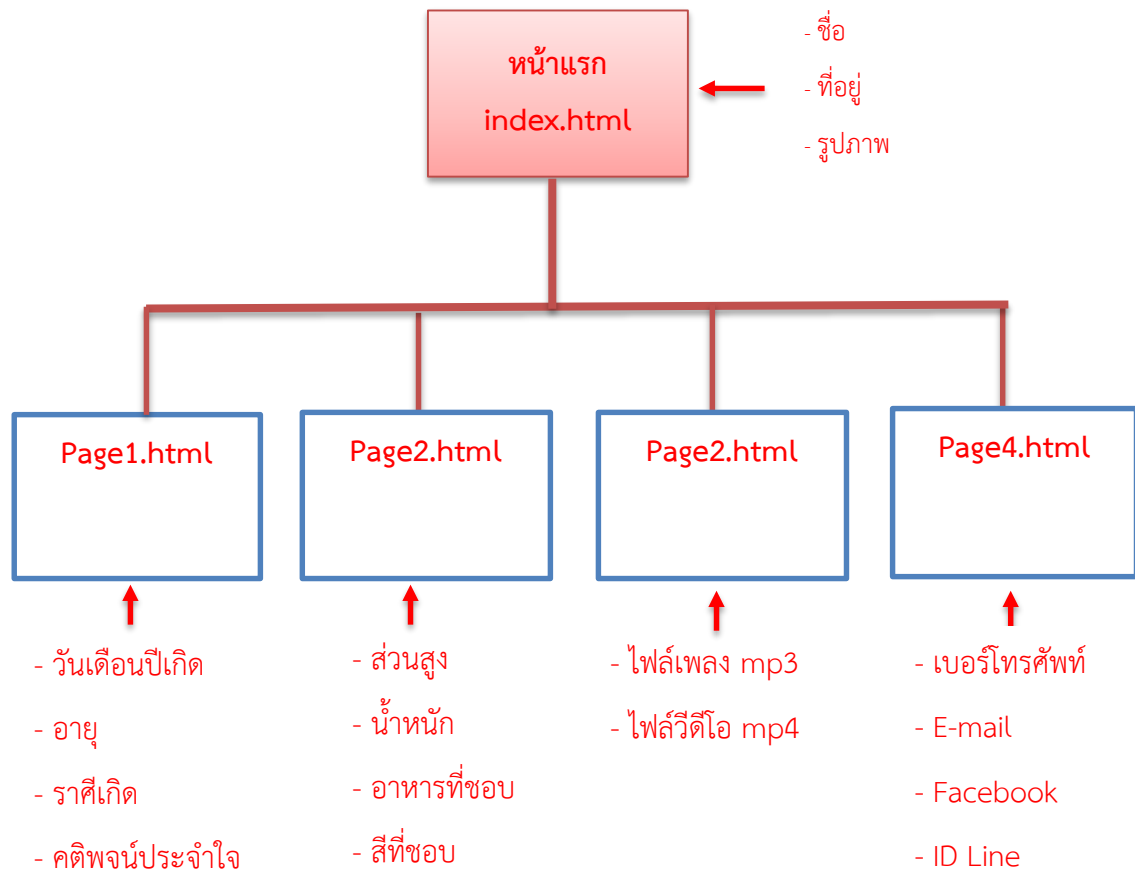 หน้าแรก
index.html
- ชื่อ
- ที่อยู่
- รูปภาพ
Page1.html
Page2.html
Page2.html
Page4.html
- วันเดือนปีเกิด
- อายุ
- ราศีเกิด
- คติพจน์ประจำใจ
- ส่วนสูง
- น้ำหนัก
- อาหารที่ชอบ
- สีที่ชอบ
- ไฟล์เพลง mp3
- ไฟล์วีดีโอ mp4
- เบอร์โทรศัพท์
- E-mail
- Facebook
- ID Line